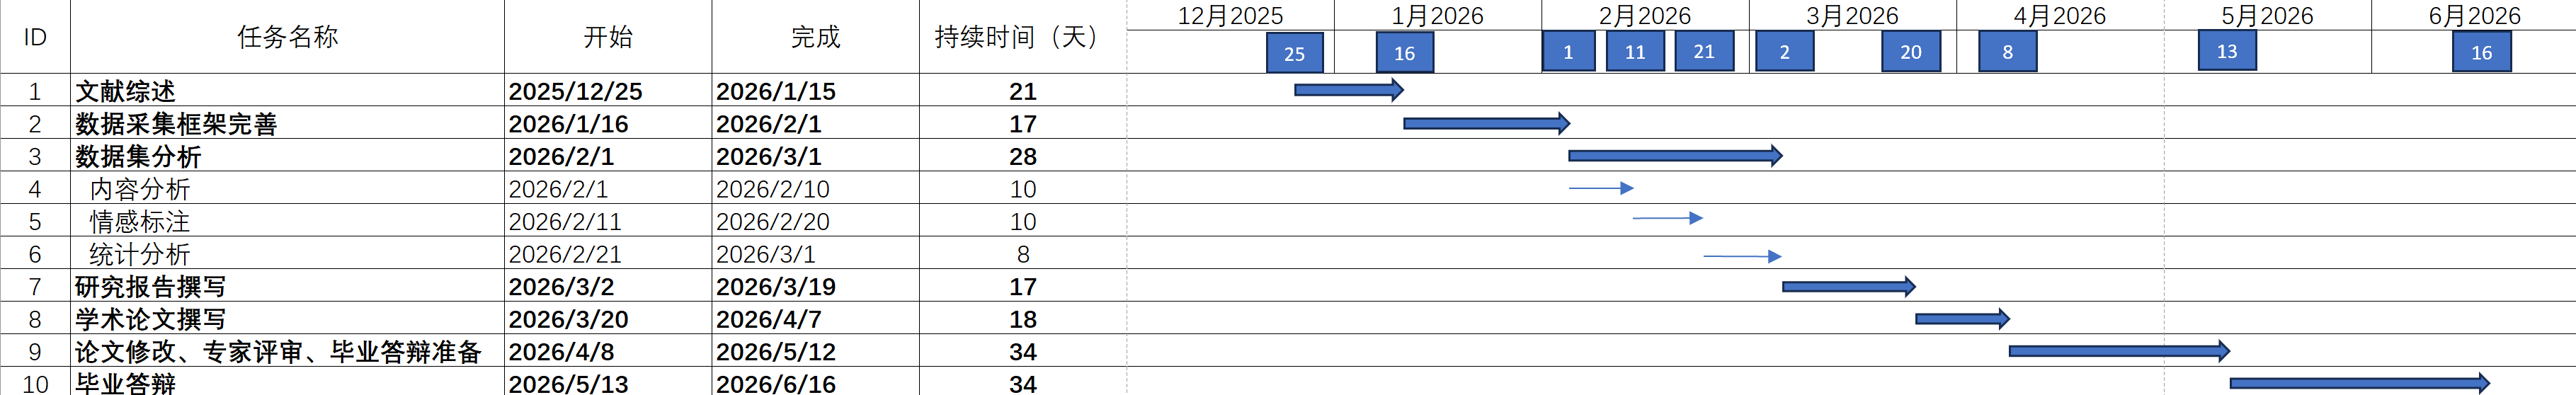 ID 任务名称 开始 完成 持续时间（天） 12月2025 1月2026 2月2026 3月2026 4月2026 5月2026 6月2026
25 16 1 11 21 2 20 8 13 16
1 文献综述 2025/12/25 2026/1/15 21
2 数据采集框架完善 2026/1/16 2026/2/1 17
3 数据集分析 2026/2/1 2026/3/1 28
4 内容分析 2026/2/1 2026/2/10 10
5 情感标注 2026/2/11 2026/2/20 10
6 统计分析 2026/2/21 2026/3/1 8
7 研究报告撰写 2026/3/2 2026/3/19 17
8 学术论文撰写 2026/3/20 2026/4/7 18
9 论文修改、专家评审、毕业答辩准备 2026/4/8 2026/5/12 34
10 毕业答辩 2026/5/13 2026/6/16 34